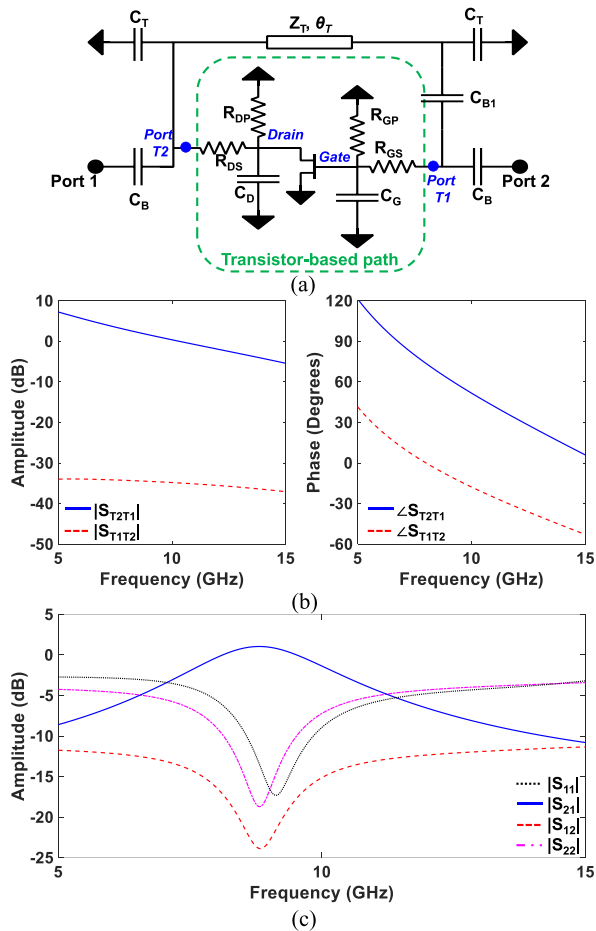 C_T
Z_T, θ_T
C_T
R_DP
R_GP
C_B1
Port T2
Drain
Gate
R_GS
R_DS
Port T1
Port 1
C_B
C_D
C_G
C_B
Port 2
Transistor-based path
(a)
10
0
-10
-20
-30
-40
-50
Amplitude (dB)
|S_T2T1|
|S_T1T2|
5
10
15
Frequency (GHz)
120
90
60
30
0
-30
-60
Phase (Degrees)
∠S_T2T1
∠S_T1T2
5
10
15
Frequency (GHz)
(b)
5
0
-5
-10
-15
-20
-25
Amplitude (dB)
|S_11|
|S_21|
|S_12|
|S_22|
5
10
15
Frequency (GHz)
(c)